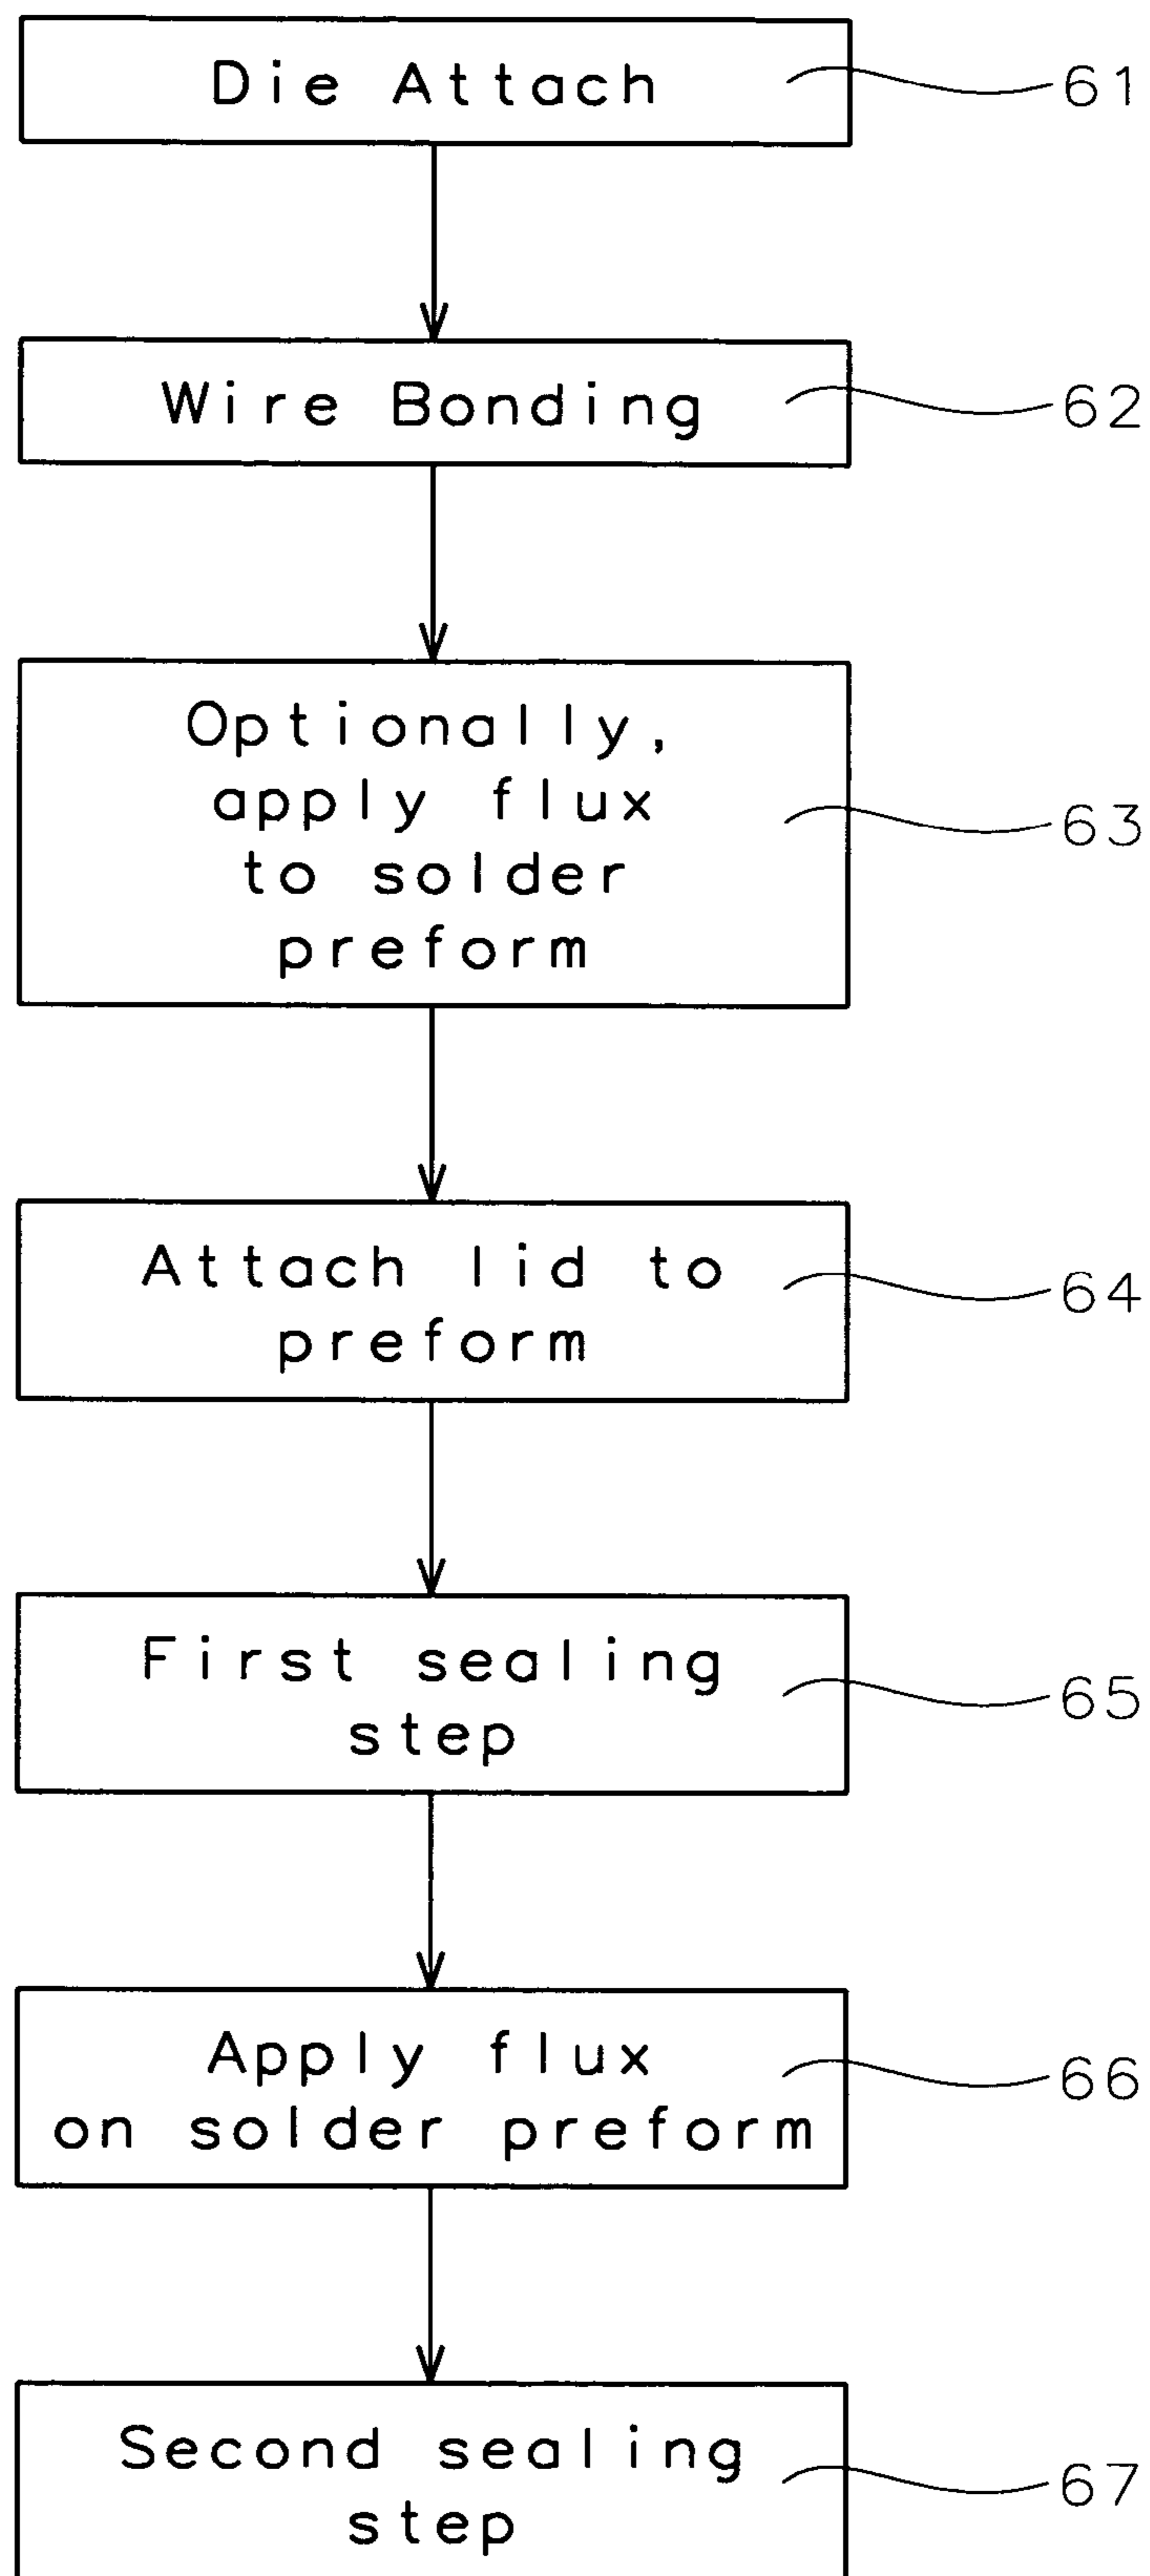 Die Attach
61
Wire Bonding
62
Optionally,
apply flux
to solder
preform
63
Attach lid to
preform
64
First sealing
step
65
Apply flux
on solder preform
66
Second sealing
step
67